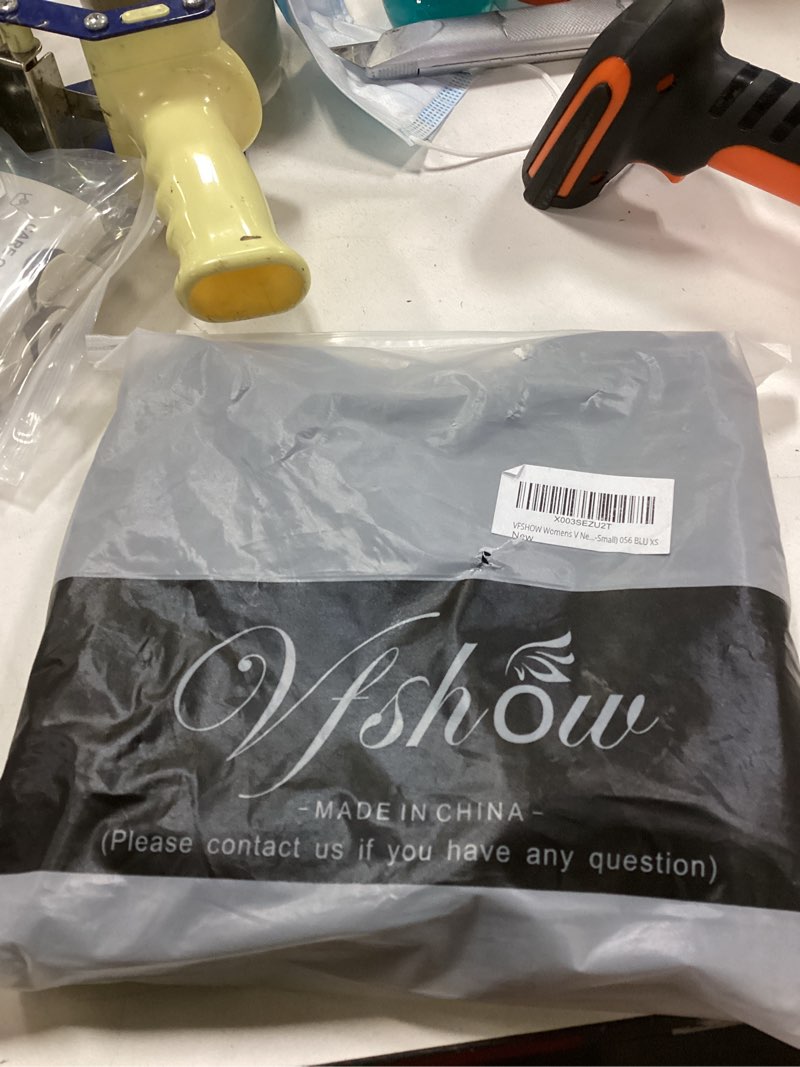 X003SEZU2T
VFSHOW Womens V Ne...-Small) 056 BLU XS
New
Vfshow
-MADE IN CHINA-
(Please contact us if you have any question)